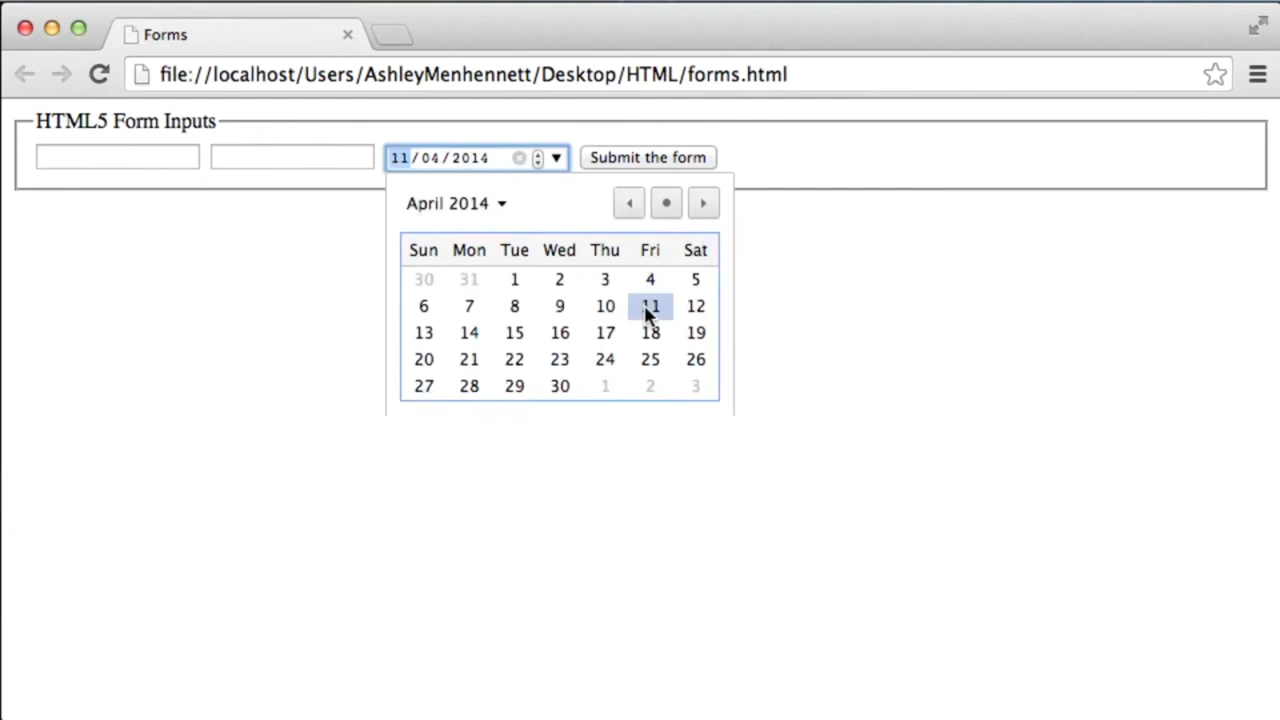 Forms
file://localhost/Users/AshleyMenhennett/Desktop/HTML/forms.html
HTML5 Form Inputs
11/04/2014 Submit the form
April 2014
Sun Mon Tue Wed Thu Fri Sat
30 31 1 2 3 4 5
6 7 8 9 10 11 12
13 14 15 16 17 18 19
20 21 22 23 24 25 26
27 28 29 30 1 2 3